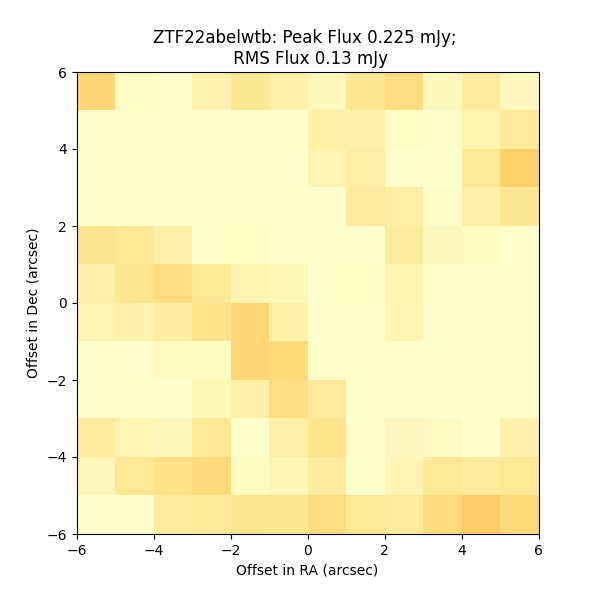 ZTF22abelwtb: Peak Flux 0.225 mJy;
RMS Flux 0.13 mJy
6
4
2
0
−2
−4
−6
Offset in Dec (arcsec)
−6 −4 −2 0 2 4 6
Offset in RA (arcsec)